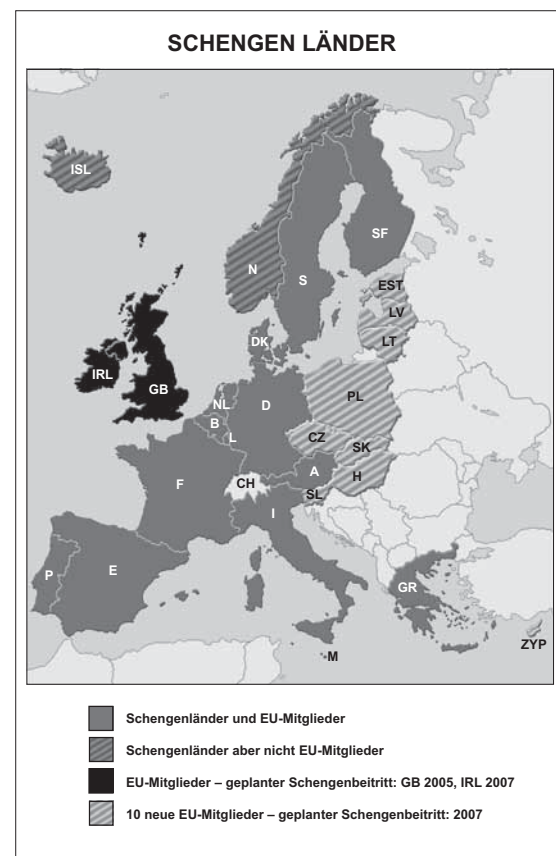 SCHENGEN LÄNDER
ISL
SF
N
S
EST
LV
DK
LT
IRL
GB
NL
D
PL
B
L
CZ
SK
A
F
CH
H
SL
I
P
E
GR
M
ZYP
Schengenländer und EU-Mitglieder
Schengenländer aber nicht EU-Mitglieder
EU-Mitglieder – geplanter Schengenbeitritt: GB 2005, IRL 2007
10 neue EU-Mitglieder – geplanter Schengenbeitritt: 2007